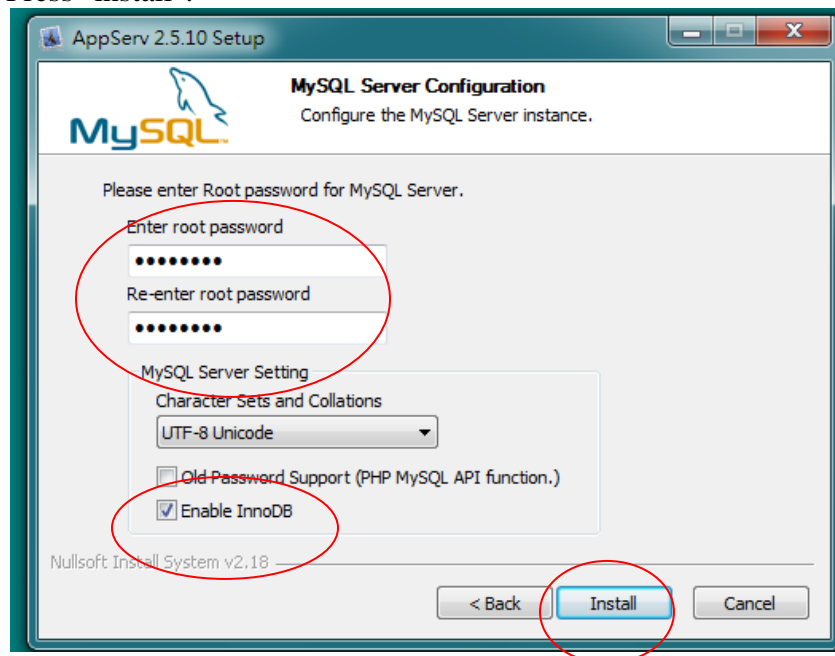 AppServ 2.5.10 Setup
MySQL Server Configuration
Configure the MySQL Server instance.
MySQL
Please enter Root password for MySQL Server.
Enter root password
••••••••
Re-enter root password
••••••••
MySQL Server Setting
Character Sets and Collations
UTF-8 Unicode
Old Password Support (PHP MySQL API function.)
Enable InnoDB
Nullsoft Install System v2.18
< Back Install Cancel